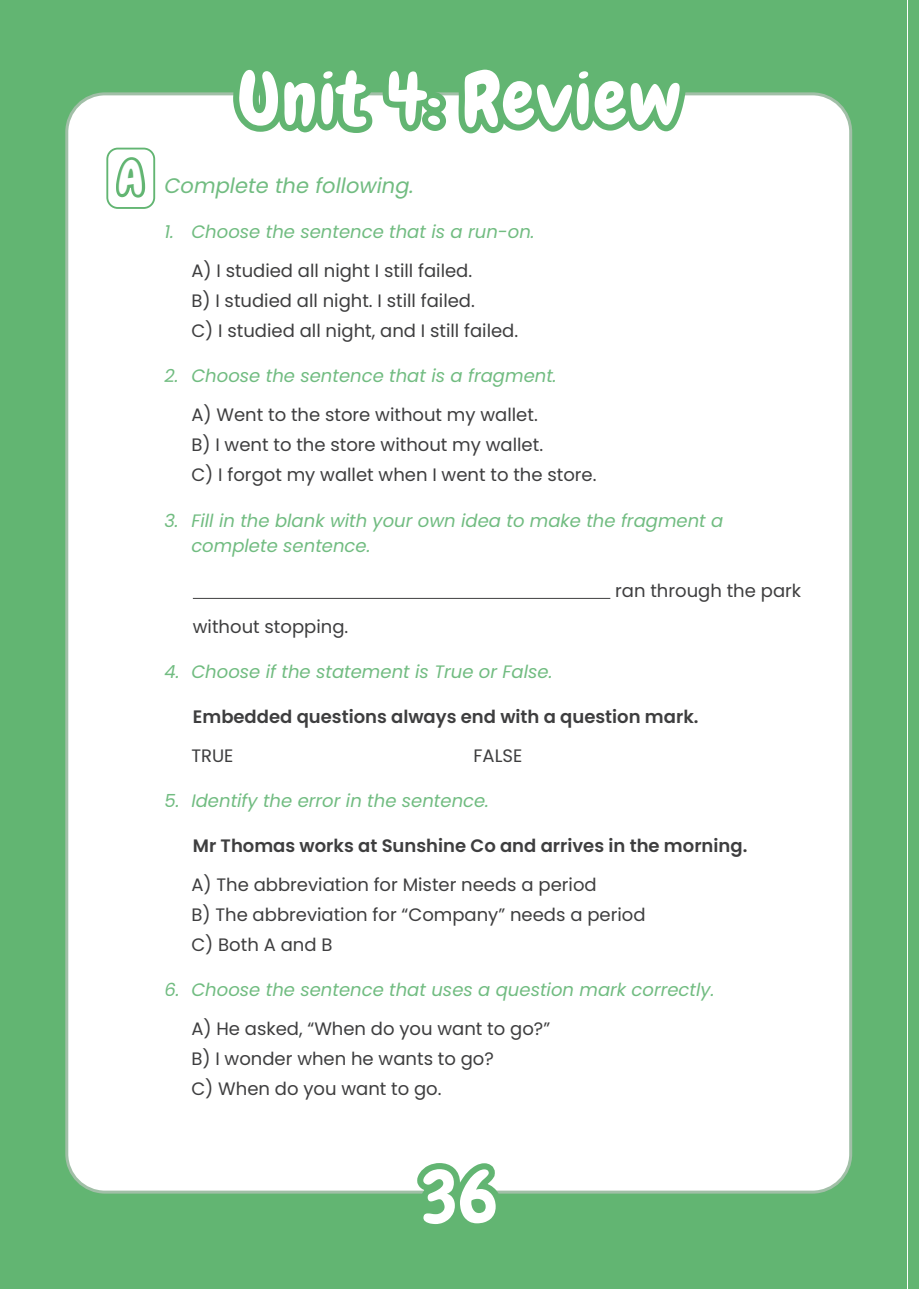 Unit 4: Review
A Complete the following.
1. Choose the sentence that is a run-on.
A) I studied all night I still failed.
B) I studied all night. I still failed.
C) I studied all night, and I still failed.
2. Choose the sentence that is a fragment.
A) Went to the store without my wallet.
B) I went to the store without my wallet.
C) I forgot my wallet when I went to the store.
3. Fill in the blank with your own idea to make the fragment a
complete sentence.
ran through the park
without stopping.
4. Choose if the statement is True or False.
Embedded questions always end with a question mark.
TRUE FALSE
5. Identify the error in the sentence.
Mr Thomas works at Sunshine Co and arrives in the morning.
A) The abbreviation for Mister needs a period
B) The abbreviation for “Company” needs a period
C) Both A and B
6. Choose the sentence that uses a question mark correctly.
A) He asked, “When do you want to go?”
B) I wonder when he wants to go?
C) When do you want to go.
36